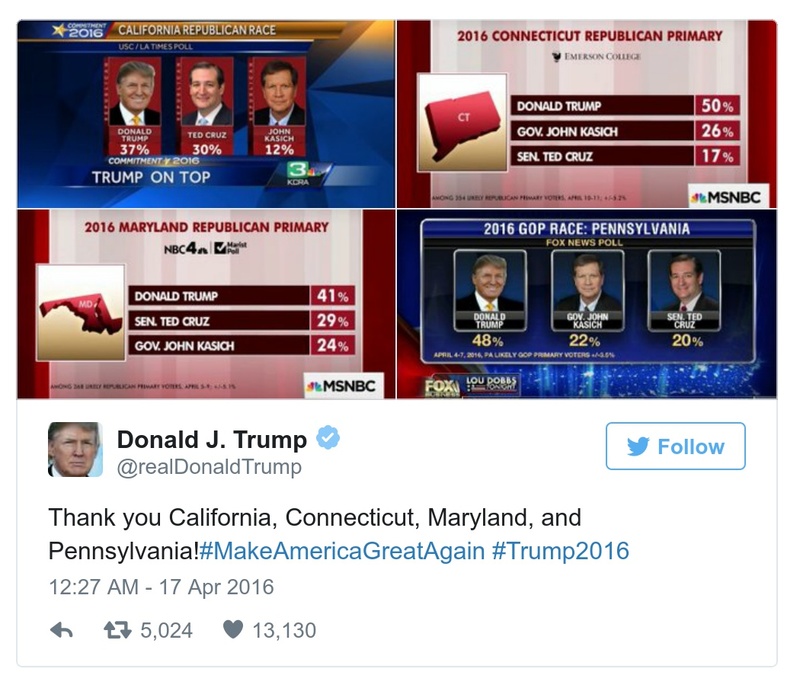 COMMITMENT 2016
CALIFORNIA REPUBLICAN RACE
USC / LA TIMES POLL
DONALD TRUMP 37%
TED CRUZ 30%
JOHN KASICH 12%
COMMITMENT 2016
TRUMP ON TOP
3 KCRA
2016 CONNECTICUT REPUBLICAN PRIMARY
EMERSON COLLEGE
CT
DONALD TRUMP 50%
GOV. JOHN KASICH 26%
SEN. TED CRUZ 17%
AMONG 354 LIKELY REPUBLICAN PRIMARY VOTERS, APRIL 10-11; +/-5.2%
MSNBC
2016 MARYLAND REPUBLICAN PRIMARY
NBC4 Marist Poll
MD
DONALD TRUMP 41%
SEN. TED CRUZ 29%
GOV. JOHN KASICH 24%
AMONG 368 LIKELY REPUBLICAN PRIMARY VOTERS, APRIL 5-9; +/-5.1%
MSNBC
2016 GOP RACE: PENNSYLVANIA
FOX NEWS POLL
DONALD TRUMP 48%
GOV. JOHN KASICH 22%
SEN. TED CRUZ 20%
APRIL 4-7, 2016, PA LIKELY GOP PRIMARY VOTERS +/-3.5%
FOX BUSINESS
LOU DOBBS TONIGHT
Donald J. Trump
@realDonaldTrump
Follow
Thank you California, Connecticut, Maryland, and
Pennsylvania!#MakeAmericaGreatAgain #Trump2016
12:27 AM - 17 Apr 2016
5,024 13,130